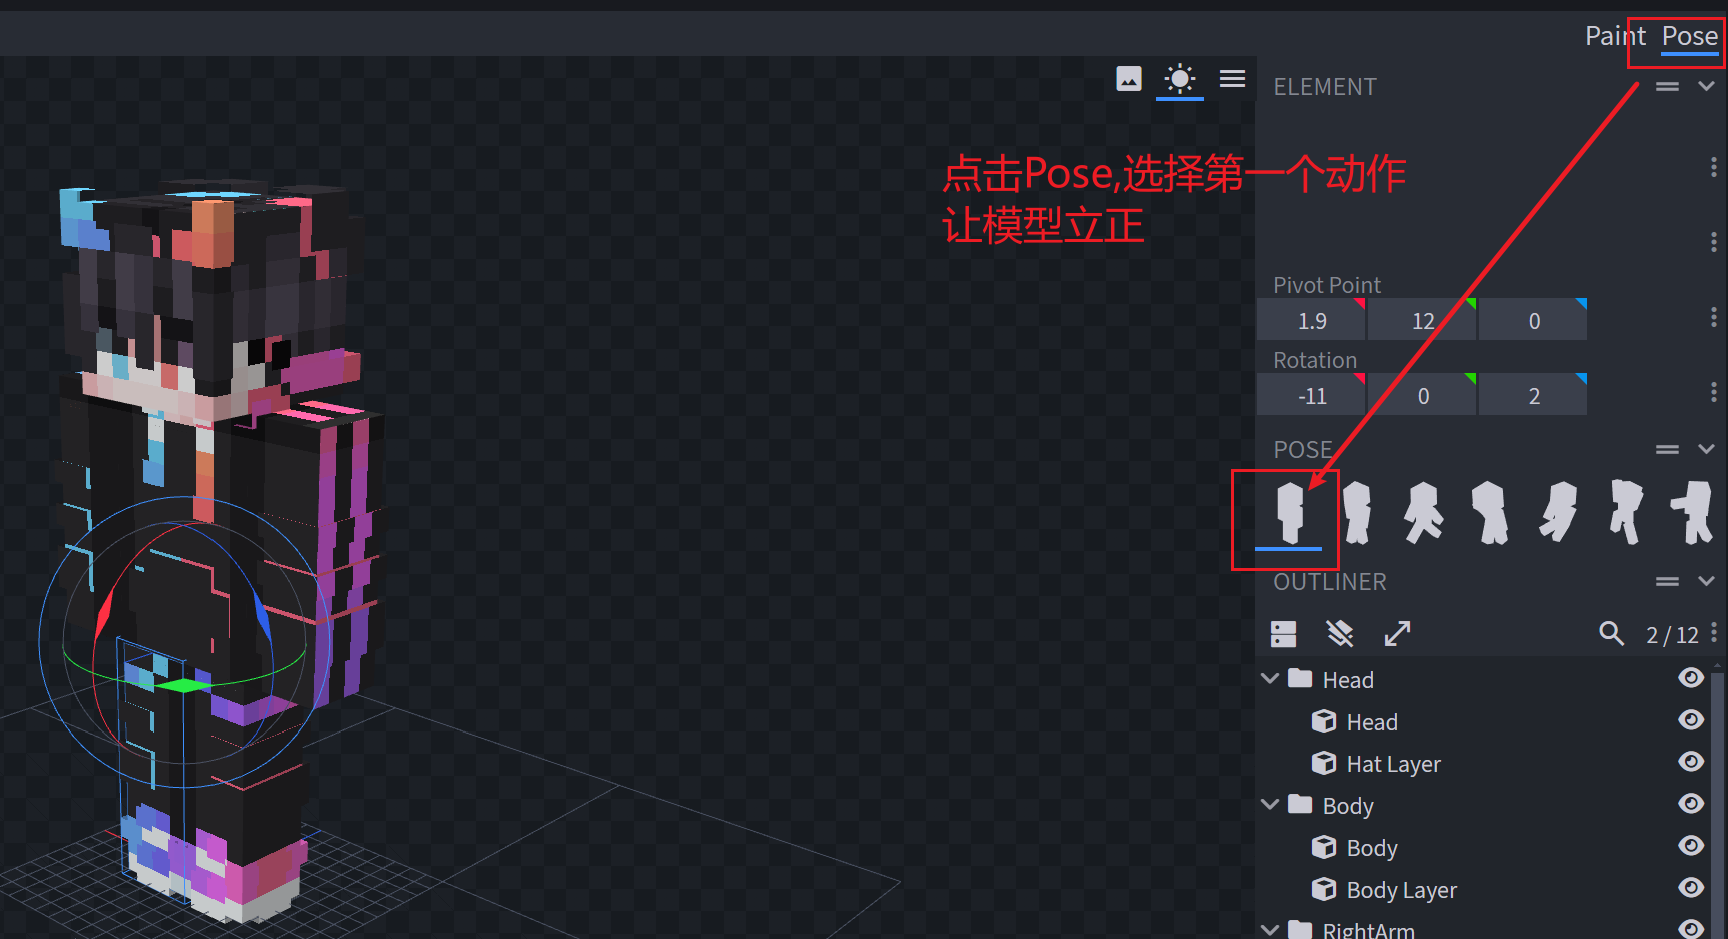 Paint Pose
ELEMENT
点击Pose,选择第一个动作
让模型立正
Pivot Point
1.9 12 0
Rotation
-11 0 2
POSE
OUTLINER
2 / 12
Head
Head
Hat Layer
Body
Body
Body Layer
RightArm